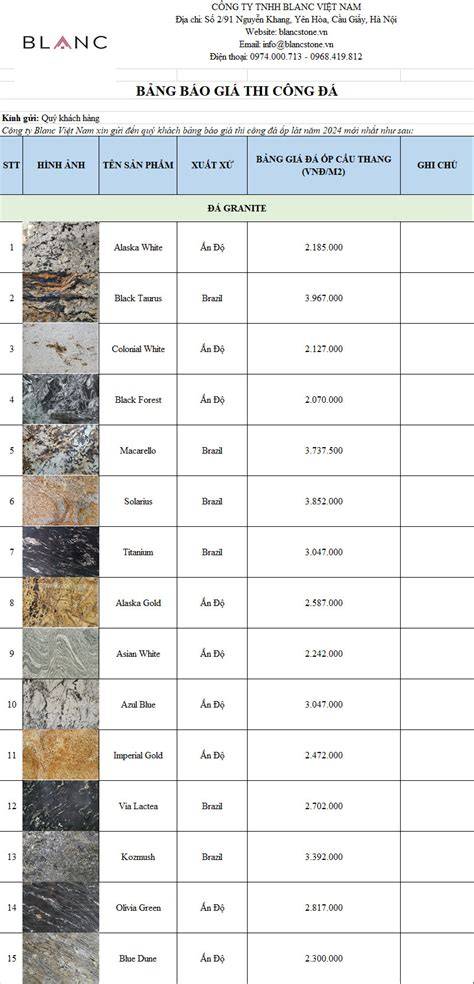 BLANC
CÔNG TY TNHH BLANC VIỆT NAM
Địa chỉ: Số 2/91 Nguyễn Khang, Yên Hòa, Cầu Giấy, Hà Nội
Website: blancstone.vn
Email: info@blancstone.vn
Điện thoại: 0974.000.713 - 0968.419.812
BẢNG BÁO GIÁ THI CÔNG ĐÁ
Kính gửi: Quý khách hàng
Công ty Blanc Việt Nam xin gửi đến quý khách bảng báo giá thi công đá ốp lát năm 2024 mới nhất như sau:
STT HÌNH ẢNH TÊN SẢN PHẨM XUẤT XỨ BẢNG GIÁ ĐÁ ỐP CẦU THANG (VNĐ/M2) GHI CHÚ
ĐÁ GRANITE
1 Alaska White Ấn Độ 2.185.000
2 Black Taurus Brazil 3.967.000
3 Colonial White Ấn Độ 2.127.000
4 Black Forest Ấn Độ 2.070.000
5 Macarello Brazil 3.737.500
6 Solarius Brazil 3.852.000
7 Titanium Brazil 3.047.000
8 Alaska Gold Ấn Độ 2.587.000
9 Asian White Ấn Độ 2.242.000
10 Azul Blue Ấn Độ 3.047.000
11 Imperial Gold Ấn Độ 2.472.000
12 Via Lactea Brazil 2.702.000
13 Kozmush Brazil 3.392.000
14 Olivia Green Ấn Độ 2.817.000
15 Blue Dune Ấn Độ 2.300.000